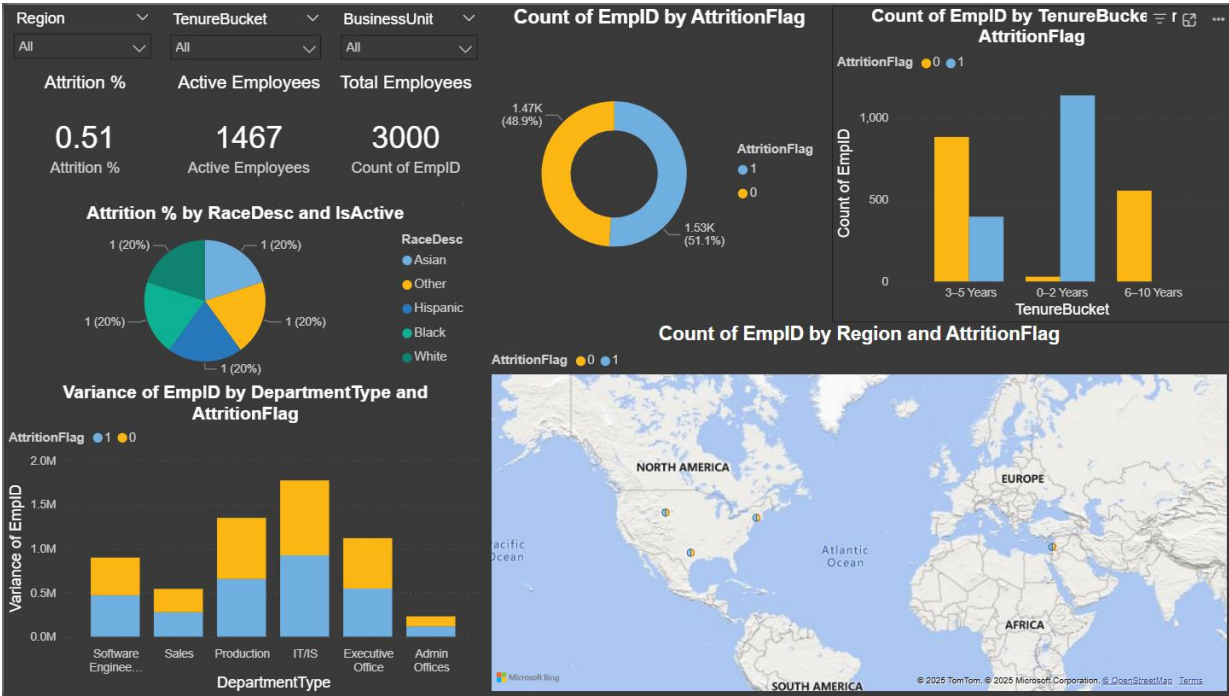 Region
TenureBucket
BusinessUnit
All
All
All
Attrition %
Active Employees
Total Employees
0.51
1467
3000
Attrition %
Active Employees
Count of EmpID
Attrition % by RaceDesc and IsActive
1 (20%)
1 (20%)
1 (20%)
1 (20%)
1 (20%)
RaceDesc
Asian
Other
Hispanic
Black
White
Variance of EmpID by DepartmentType and
AttritionFlag
AttritionFlag 1 0
Variance of EmpID
2.0M
1.5M
1.0M
0.5M
0.0M
Software
Enginee...
Sales
Production
IT/IS
Executive
Office
Admin
Offices
DepartmentType
Count of EmpID by AttritionFlag
1.47K
(48.9%)
1.53K
(51.1%)
AttritionFlag
1
0
Count of EmpID by TenureBucke
AttritionFlag
AttritionFlag 0 1
Count of EmpID
1,000
500
0
3–5 Years
0–2 Years
6–10 Years
TenureBucket
Count of EmpID by Region and AttritionFlag
AttritionFlag 0 1
NORTH AMERICA
EUROPE
acific
Ocean
Atlantic
Ocean
AFRICA
SOUTH AMERICA
Microsoft Bing
© 2025 TomTom, © 2025 Microsoft Corporation, © OpenStreetMap Terms